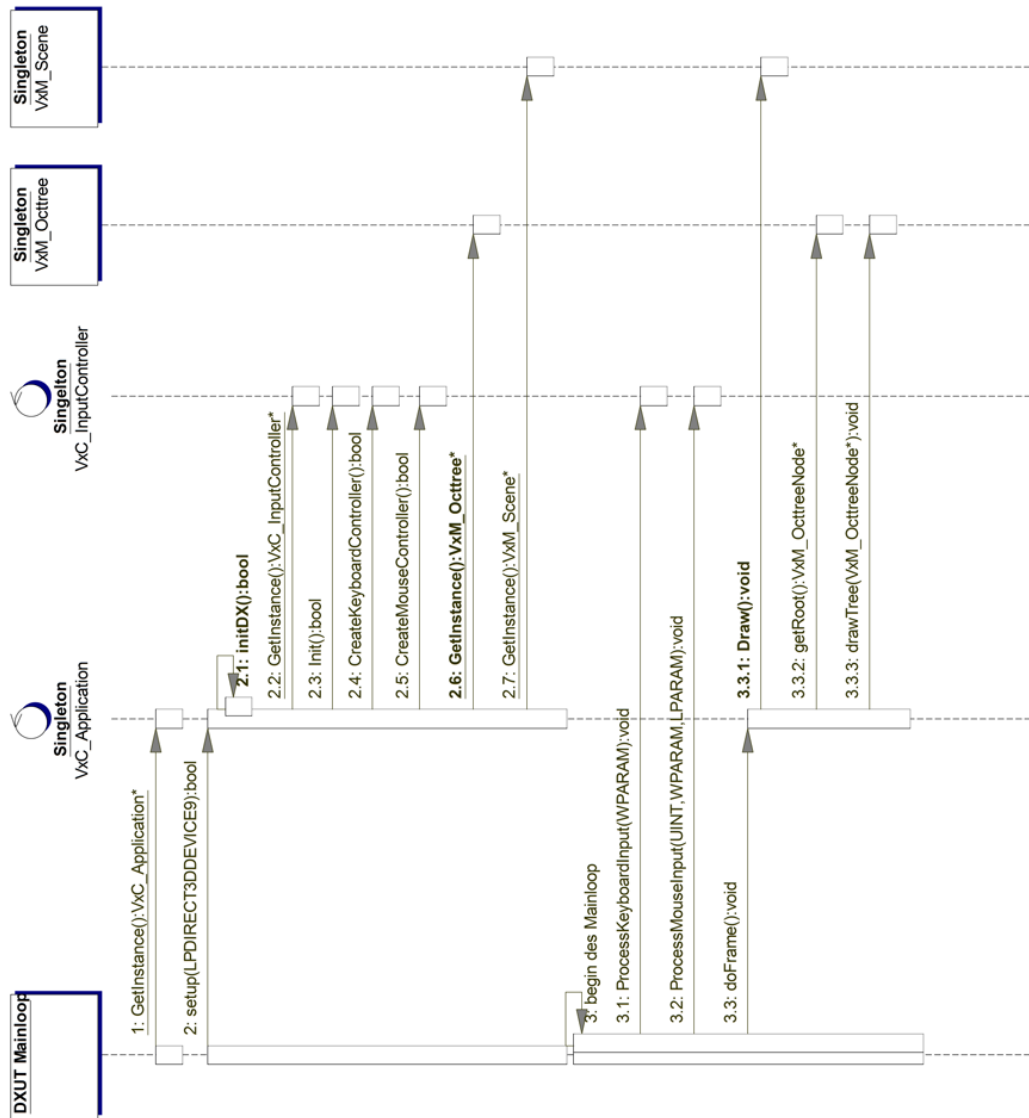 DXUT Mainloop
Singleton
VxC_Application
Singelton
VxC_InputController
Singleton
VxM_Octtree
Singleton
VxM_Scene
1: GetInstance():VxC_Application*
2: setup(LPDIRECT3DDEVICE9):bool
2.1: initDX():bool
2.2: GetInstance():VxC_InputController*
2.3: Init():bool
2.4: CreateKeyboardController():bool
2.5: CreateMouseController():bool
2.6: GetInstance():VxM_Octtree*
2.7: GetInstance():VxM_Scene*
3: begin des Mainloop
3.1: ProcessKeyboardInput(WPARAM):void
3.2: ProcessMouseInput(UINT,WPARAM,LPARAM):void
3.3: doFrame():void
3.3.1: Draw():void
3.3.2: getRoot():VxM_OcttreeNode*
3.3.3: drawTree(VxM_OcttreeNode*):void